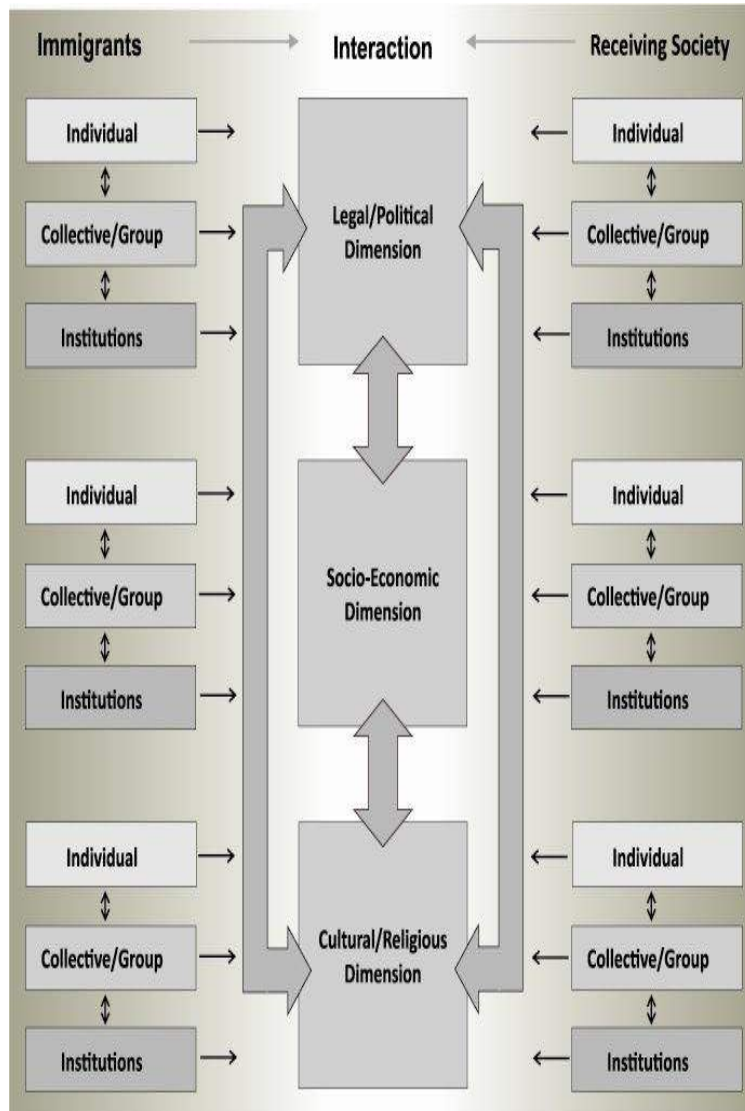 Immigrants Interaction Receiving Society
Individual
Collective/Group
Institutions
Legal/Political
Dimension
Individual
Collective/Group
Institutions
Individual
Collective/Group
Institutions
Socio-Economic
Dimension
Individual
Collective/Group
Institutions
Individual
Collective/Group
Institutions
Cultural/Religious
Dimension
Individual
Collective/Group
Institutions